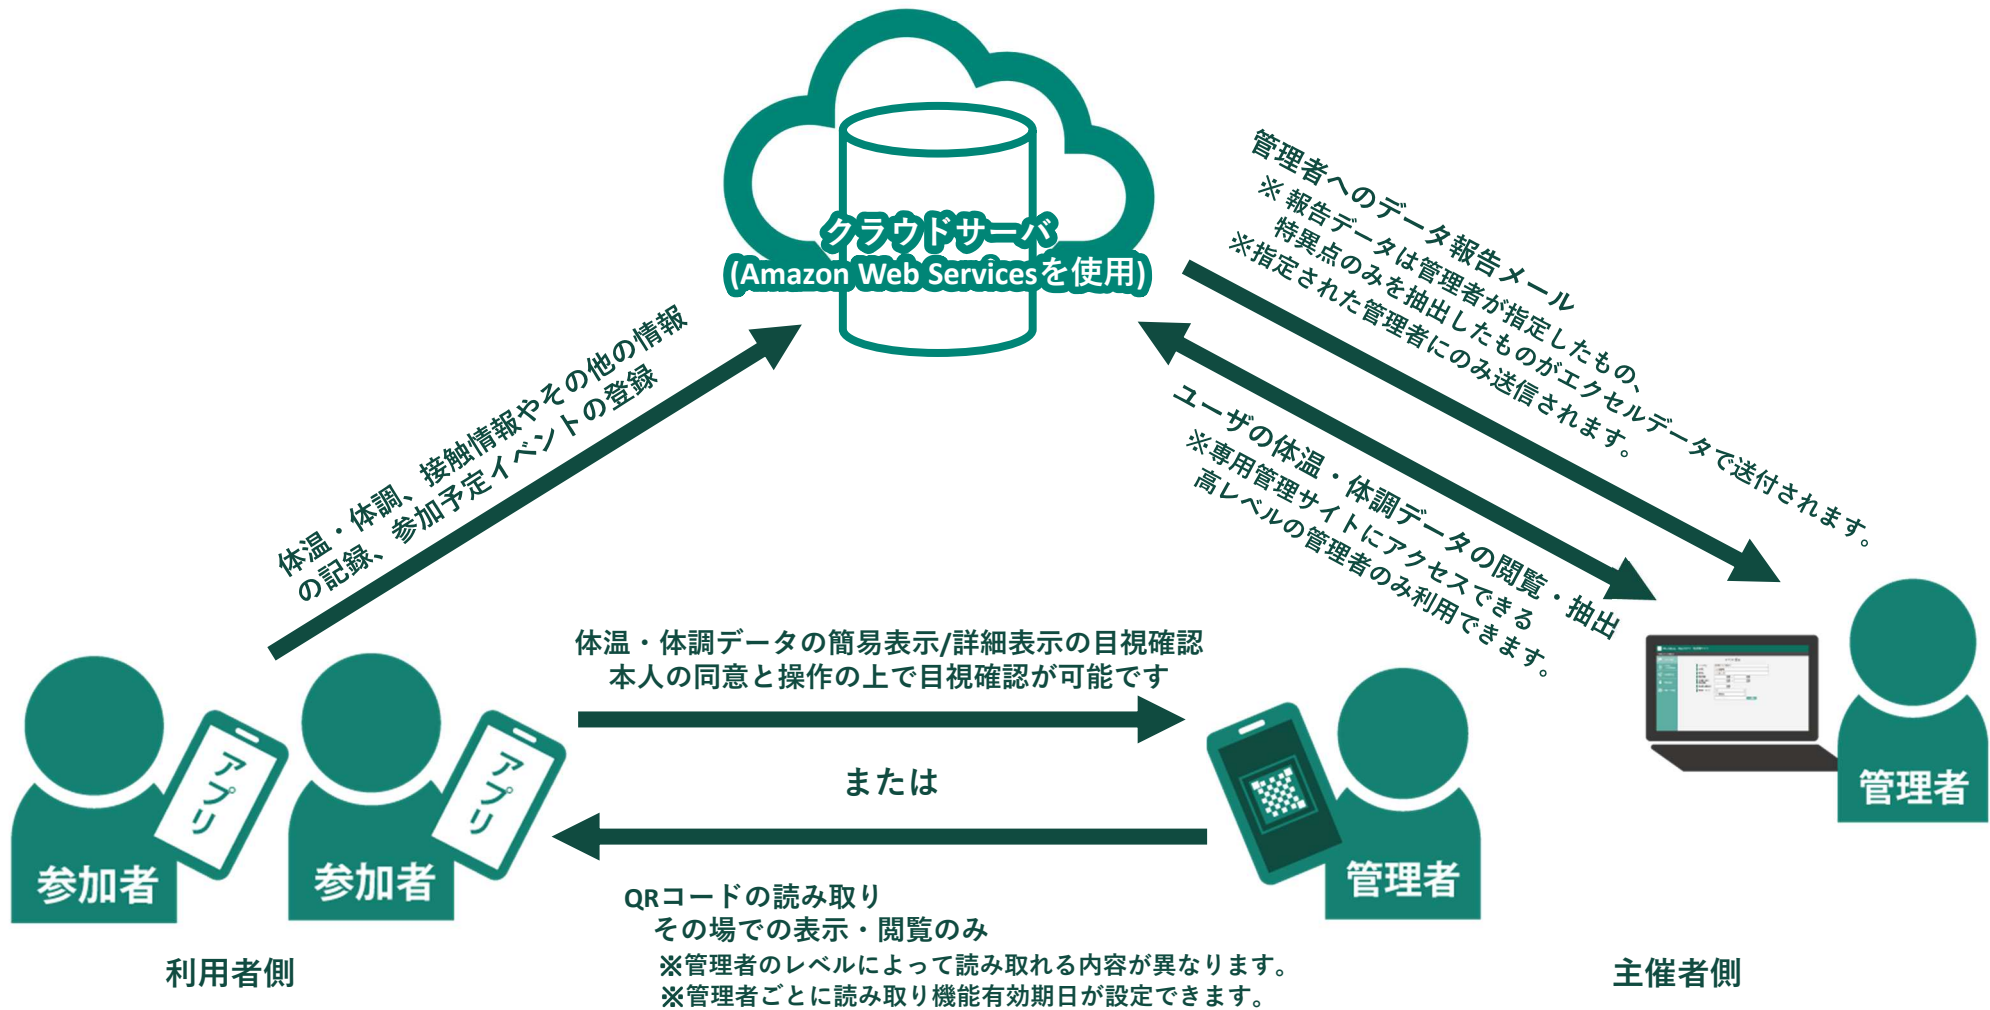 クラウドサーバ
(Amazon Web Servicesを使用)
管理者へのデータ報告メール
※ 報告データは管理者が指定したもの、
特異点のみを抽出したものがエクセルデータで送付されます。
※指定された管理者にのみ送信されます。
ユーザの体温・体調データの閲覧・抽出
※専用管理サイトにアクセスできる
高レベルの管理者のみ利用できます。
体温・体調、接触情報やその他の情報
の記録、参加予定イベントの登録
体温・体調データの簡易表示/詳細表示の目視確認
本人の同意と操作の上で目視確認が可能です
または
アプリ
アプリ
参加者
参加者
管理者
管理者
QRコードの読み取り
その場での表示・閲覧のみ
※管理者のレベルによって読み取れる内容が異なります。
※管理者ごとに読み取り機能有効期日が設定できます。
利用者側
主催者側